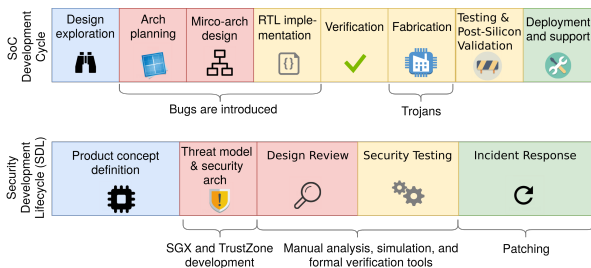 SoC
Development
Cycle
Design
exploration
Arch
planning
Mirco-arch
design
RTL imple-
mentation
{}
Verification
Fabrication
Testing &
Post-Silicon
Validation
Deployment
and support
Bugs are introduced
Trojans
Security
Development
Lifecycle (SDL)
Product concept
definition
Threat model
& security
arch
Design Review
Security Testing
Incident Response
SGX and TrustZone
development
Manual analysis, simulation, and
formal verification tools
Patching